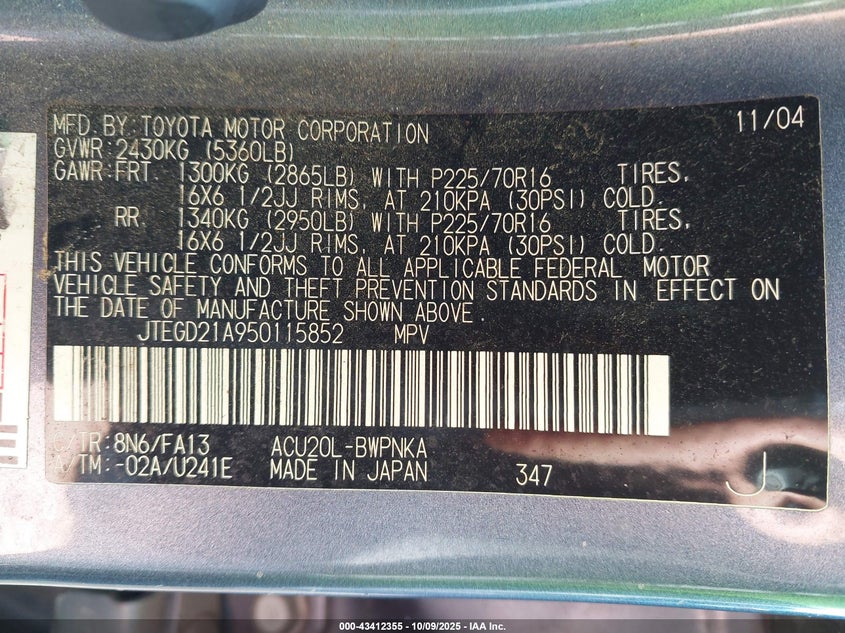 MFD. BY: TOYOTA MOTOR CORPORATION 11/04
GVWR: 2430KG (5360LB)
GAWR: FRT. 1300KG (2865LB) WITH P225/70R16 TIRES,
16X6 1/2JJ RIMS, AT 210KPA (30PSI) COLD.
RR. 1340KG (2950LB) WITH P225/70R16 TIRES,
16X6 1/2JJ RIMS, AT 210KPA (30PSI) COLD.
THIS VEHICLE CONFORMS TO ALL APPLICABLE FEDERAL MOTOR
VEHICLE SAFETY AND THEFT PREVENTION STANDARDS IN EFFECT ON
THE DATE OF MANUFACTURE SHOWN ABOVE.
JTEGD21A950115852 MPV
C/TR: 8N6/FA13 ACU20L-BWPNKA
A/TM: -02A/U241E MADE IN JAPAN 347 J
000-43412355 - 10/09/2025 - IAA Inc.